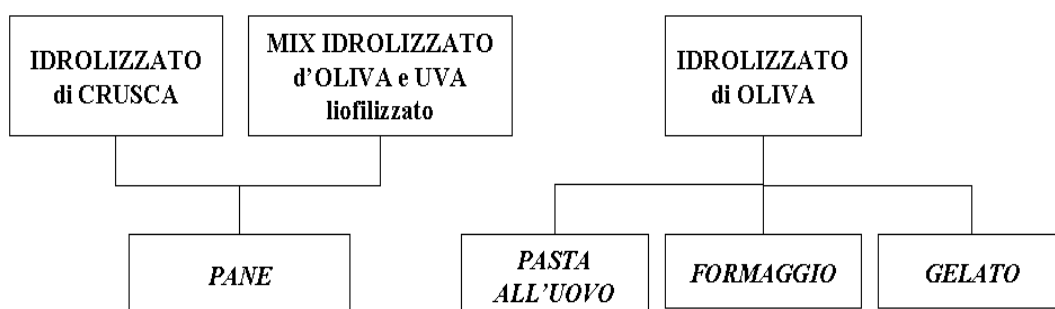 IDROLIZZATO
di CRUSCA
MIX IDROLIZZATO
d'OLIVA e UVA
liofilizzato
IDROLIZZATO
di OLIVA
PANE
PASTA
ALL'UOVO
FORMAGGIO
GELATO